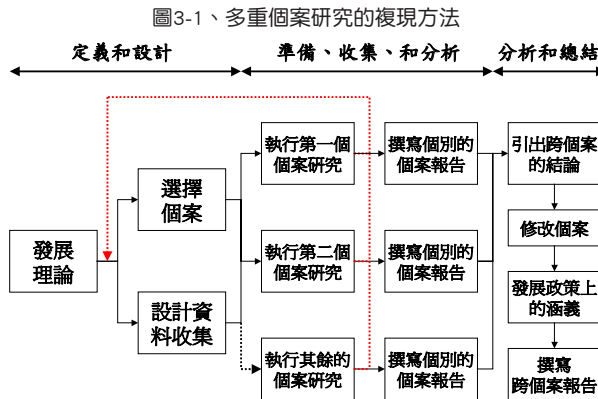 圖3-1、多重個案研究的複現方法
定義和設計
準備、收集、和分析
分析和總結
發展
理論
選擇
個案
設計資
料收集
執行第一個
個案研究
執行第二個
個案研究
執行其餘的
個案研究
撰寫個別的
個案報告
撰寫個別的
個案報告
撰寫個別的
個案報告
引出跨個案
的結論
修改個案
發展政策上
的涵義
撰寫
跨個案報告